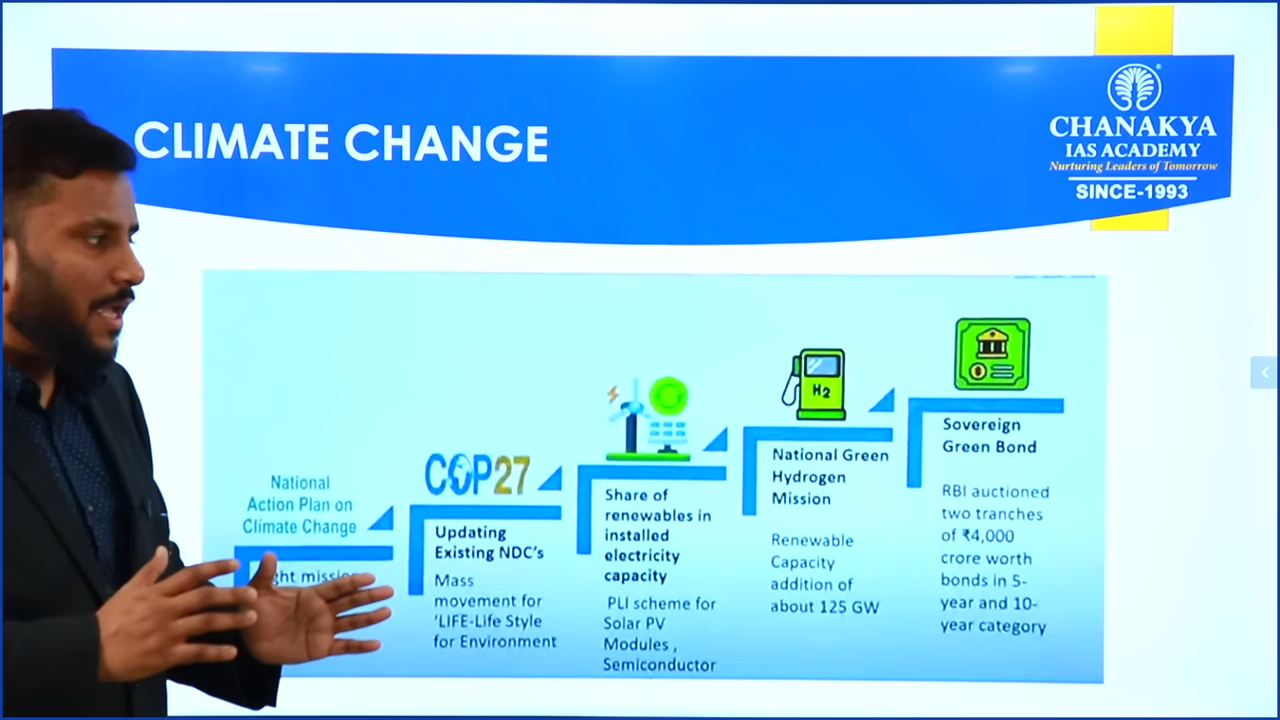 CLIMATE CHANGE
CHANAKYA
IAS ACADEMY
Nurturing Leaders of Tomorrow
SINCE-1993
National
Action Plan on
Climate Change
COP27
Updating
Existing NDC's
Mass
movement for
'LIFE-Life Style
for Environment
Share of
renewables in
installed
electricity
capacity
PLI scheme for
Solar PV
Modules ,
Semiconductor
H2
National Green
Hydrogen
Mission
Renewable
Capacity
addition of
about 125 GW
Sovereign
Green Bond
RBI auctioned
two tranches
of ₹4,000
crore worth
bonds in 5-
year and 10-
year category